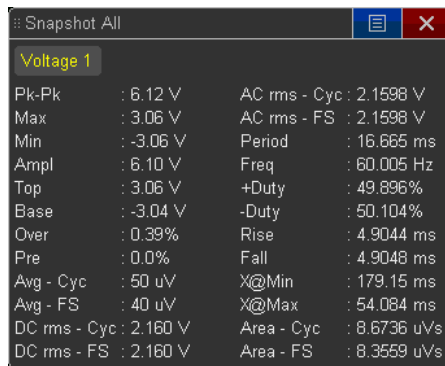 Snapshot All
Voltage 1
Pk-Pk : 6.12 V AC rms - Cyc : 2.1598 V
Max : 3.06 V AC rms - FS : 2.1598 V
Min : -3.06 V Period : 16.665 ms
Ampl : 6.10 V Freq : 60.005 Hz
Top : 3.06 V +Duty : 49.896%
Base : -3.04 V -Duty : 50.104%
Over : 0.39% Rise : 4.9044 ms
Pre : 0.0% Fall : 4.9048 ms
Avg - Cyc : 50 uV X@Min : 179.15 ms
Avg - FS : 40 uV X@Max : 54.084 ms
DC rms - Cyc : 2.160 V Area - Cyc : 8.6736 uVs
DC rms - FS : 2.160 V Area - FS : 8.3559 uVs